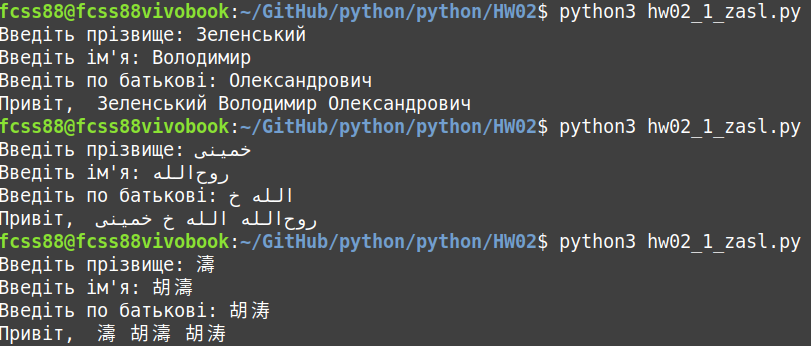 fcss88@fcss88vivobook:~/GitHub/python/python/HW02$ python3 hw02_1_zasl.py
Введіть прізвище: Зеленський
Введіть ім'я: Володимир
Введіть по батькові: Олександрович
Привіт,  Зеленський Володимир Олександрович
fcss88@fcss88vivobook:~/GitHub/python/python/HW02$ python3 hw02_1_zasl.py
Введіть прізвище: خمینی
Введіть ім'я: روح‌الله
Введіть по батькові: الله خ
Привіт,  خمینی روح‌الله الله خ
fcss88@fcss88vivobook:~/GitHub/python/python/HW02$ python3 hw02_1_zasl.py
Введіть прізвище: 濤
Введіть ім'я: 胡濤
Введіть по батькові: 胡涛
Привіт,  濤 胡濤 胡涛